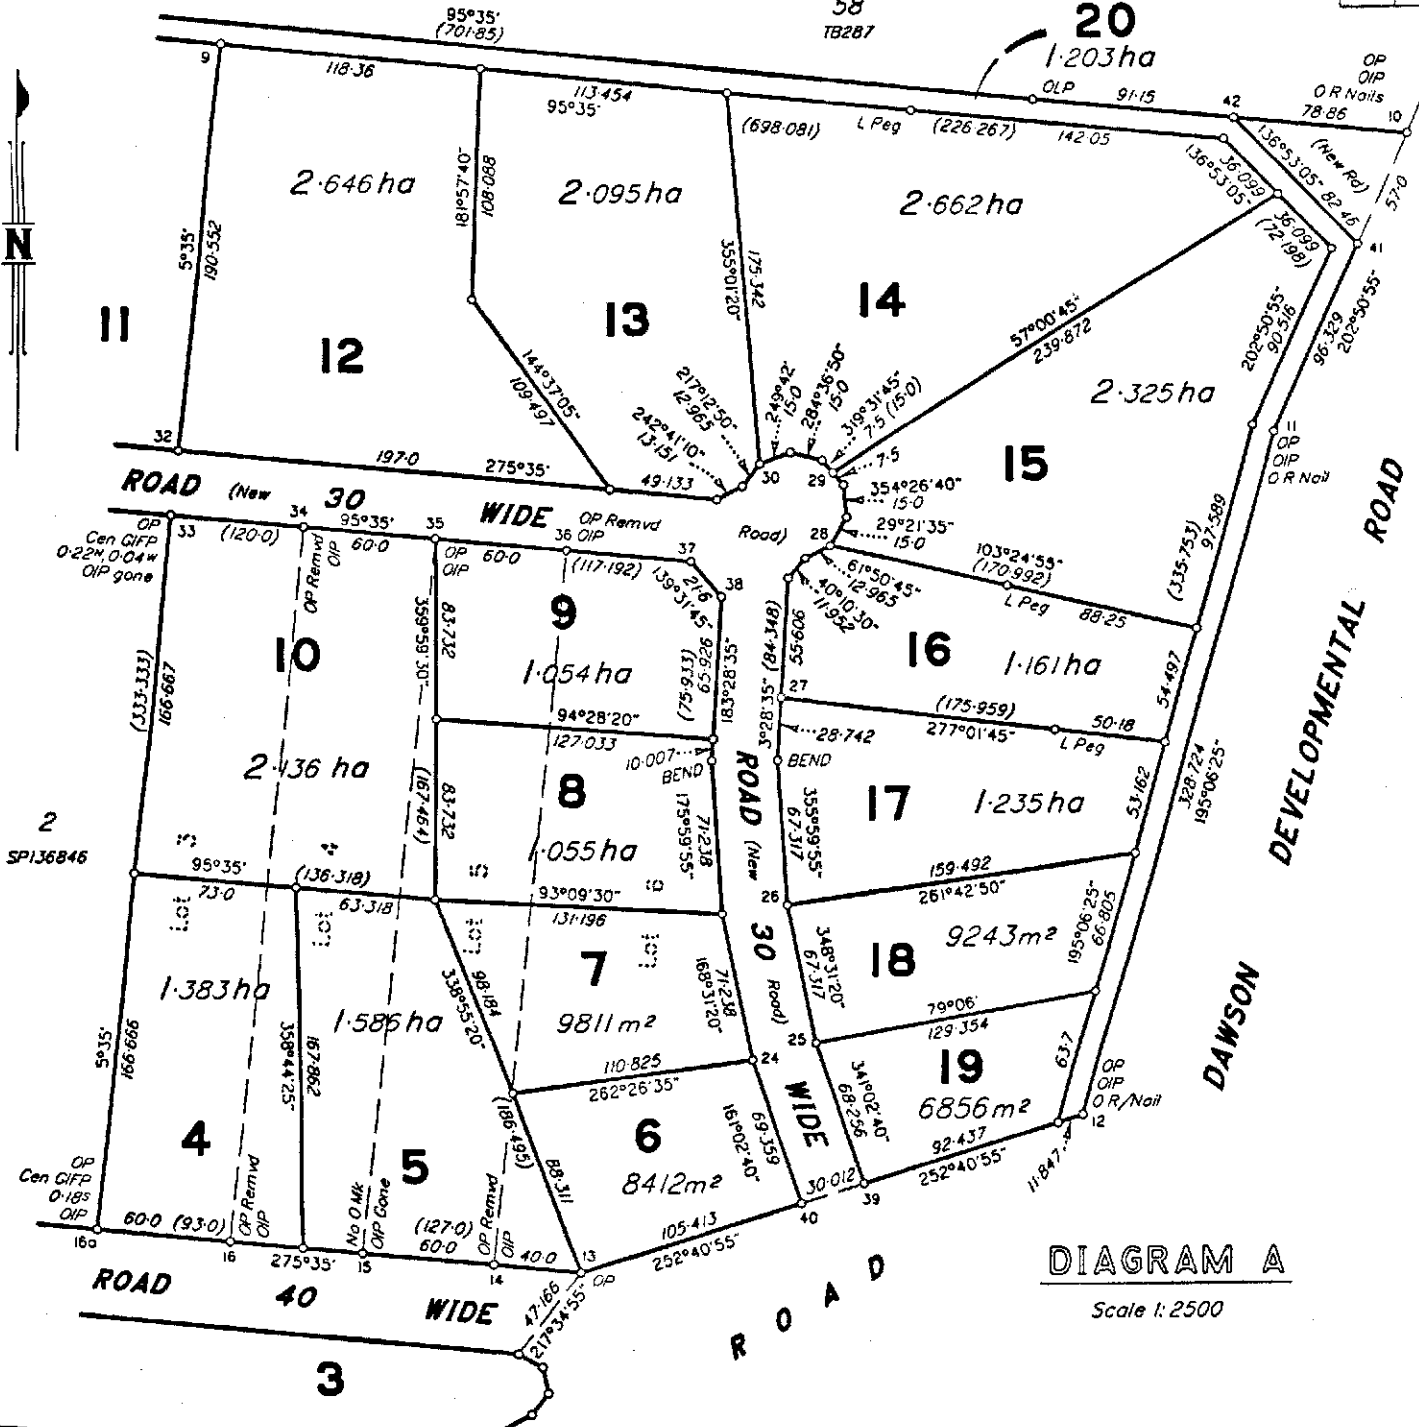 95°35'
(701·85)
58
TB287
20
1·203ha
OP
OIP
O R Nails
78·86
10
9
118·36
113·454
95°35'
OLP
91·15
42
(698·081)
L Peg
(226·267)
142·05
136°53'05"
36·099
136°53'05" 82·46
(New Rd)
57·0
36·099
(72·198)
41
N
2·646ha
181°57'40"
108·088
2·095ha
2·662ha
5°35'
190·552
355°01'20"
175·342
11
12
13
14
57°00'45"
239·872
202°50'55"
90·516
96·329
202°50'55"
144°37'05"
109·497
217°12'50"
12·965
242°41'10"
13·151
249°42'
15·0
284°36'50"
15·0
319°31'45"
7·5 (15·0)
7·5
2·325ha
15
11
OP
OIP
O R Nail
32
197·0
275°35'
49·133
30
29
354°26'40"
15·0
29°21'35"
15·0
28
ROAD (New 30 WIDE Road)
OP Remvd
OIP
OP
Cen GIFP
0·22N 0·04W
OIP gone
33
(120·0)
34
95°35'
60·0
35
60·0
36
(117·192)
37
OP Remvd
OIP
OP
OIP
21·6
139°31'45"
38
61°50'45"
12·965
40°10'30"
11·952
103°24'55"
(170·992)
L Peg
88·25
(335·753)
97·589
DEVELOPMENTAL ROAD
10
359°59'30"
83·732
9
1·054ha
(75·933)
65·926
183°28'35"
3°28'35" (84·348)
55·606
16
1·161ha
54·497
27
(175·959)
277°01'45"
50·18
L Peg
(333·333)
166·667
94°28'20"
127·033
10·007
BEND
28·742
BEND
2·136 ha
8
1·055ha
(167·464)
83·732
175°59'55"
71·238
ROAD (New 30 Road) WIDE
355°59'55"
67·317
17
1·235ha
53·162
328·724
195°06'25"
2
SP136846
5
4
5
6
95°35'
73·0
(136·318)
63·318
93°09'30"
131·196
26
159·492
261°42'50"
Lot
Lot
Lot
Lot
7
9811m²
98·184
338°55'20"
71·238
168°31'20"
348°31'20"
67·317
18
9243m²
195°06'25"
66·805
DAWSON
1·383ha
1·586ha
5°35'
166·666
358°44'25"
167·862
25
79°06'
129·354
110·825
262°26'35"
24
63·7
OP
OIP
O R/Nail
12
(186·495)
88·311
161°02'40"
69·359
341°02'40"
68·256
19
6856m²
4
5
6
8412m²
92·437
252°40'55"
11·847
OP
Cen GIFP
0·18S
OIP
16a
60·0 (93·0)
OP Remvd
OIP
16
275°35'
No O Mk
OIP Gone
15
(127·0)
60·0
OP Remvd
OIP
14
40·0
13
OP
105·413
252°40'55"
30·012
40
39
47·166
217°34'55"
ROAD 40 WIDE
ROAD
3
DIAGRAM A
Scale 1:2500